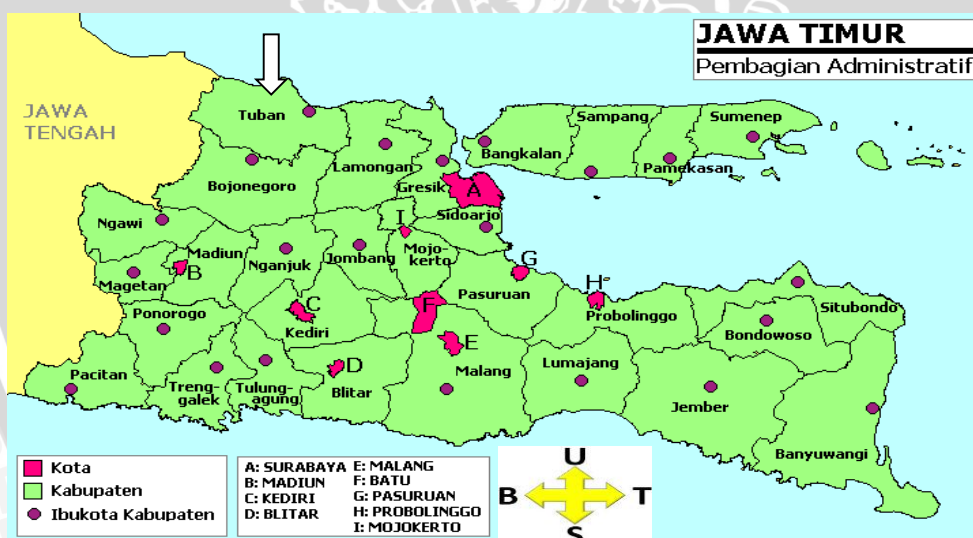 JAWA TIMUR
Pembagian Administratif
JAWA
TENGAH
Tuban
Lamongan
Bojonegoro
Gresik
A
Bangkalan
Sampang
Pamekasan
Sumenep
Sidoarjo
I
Mojo-
kerto
Ngawi
Magetan
Madiun
B
Nganjuk
Jombang
G
Pasuruan
H
Probolinggo
Situbondo
Bondowoso
Ponorogo
C
Kediri
F
E
Malang
Pacitan
Treng-
galek
Tulung-
agung
D
Blitar
Lumajang
Jember
Banyuwangi
Kota
Kabupaten
Ibukota Kabupaten
A: SURABAYA
B: MADIUN
C: KEDIRI
D: BLITAR
E: MALANG
F: BATU
G: PASURUAN
H: PROBOLINGGO
I: MOJOKERTO
U
B
T
S